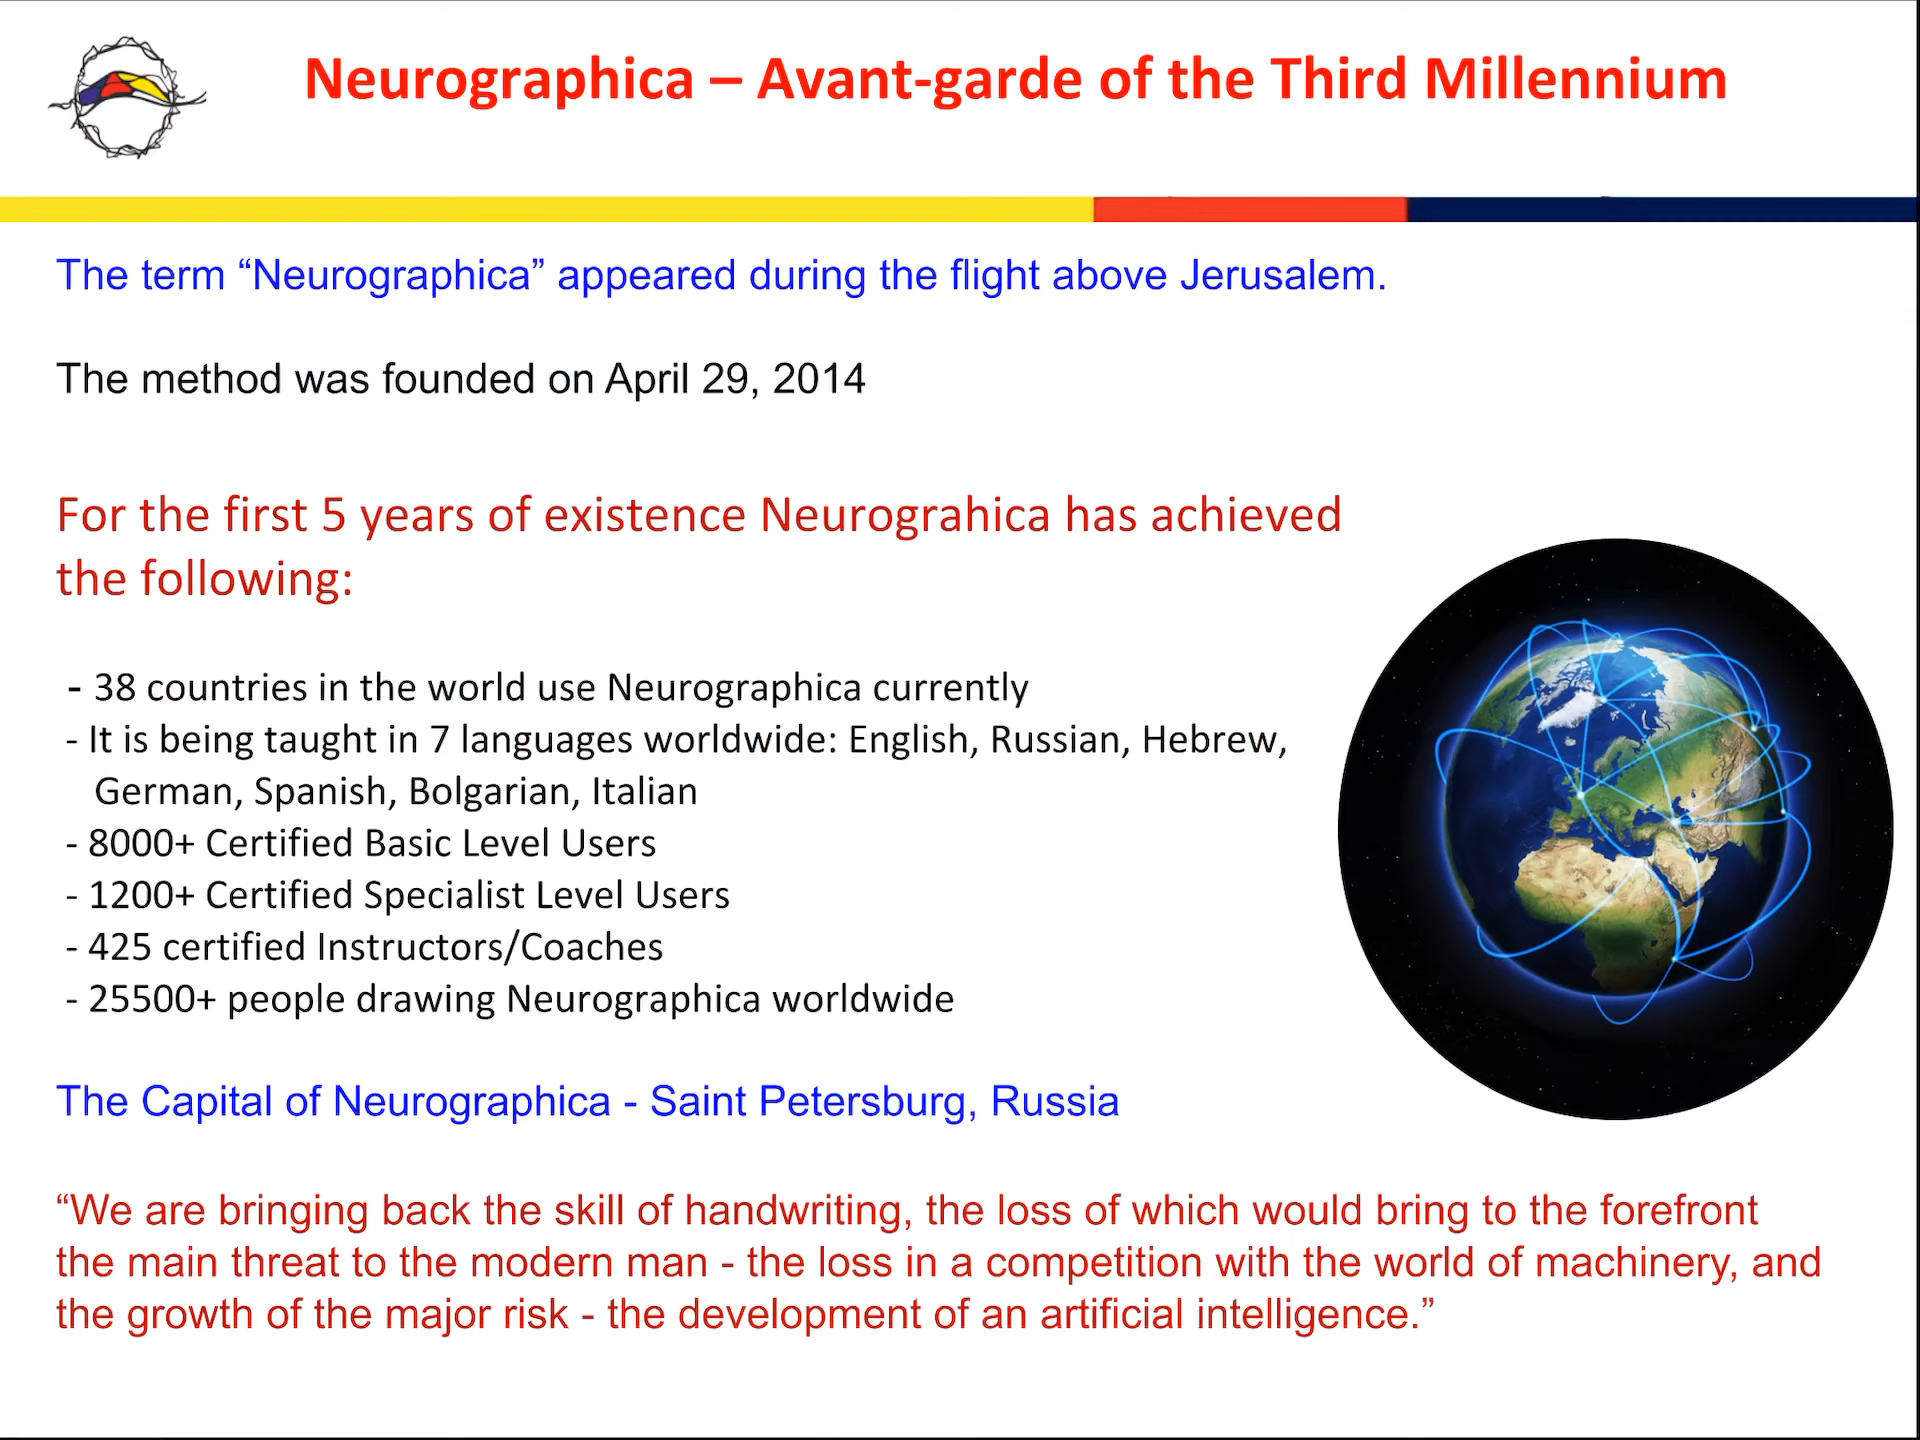 Neurographica – Avant-garde of the Third Millennium
The term “Neurographica” appeared during the flight above Jerusalem.
The method was founded on April 29, 2014
For the first 5 years of existence Neurograhica has achieved
the following:
- 38 countries in the world use Neurographica currently
- It is being taught in 7 languages worldwide: English, Russian, Hebrew,
German, Spanish, Bolgarian, Italian
- 8000+ Certified Basic Level Users
- 1200+ Certified Specialist Level Users
- 425 certified Instructors/Coaches
- 25500+ people drawing Neurographica worldwide
The Capital of Neurographica - Saint Petersburg, Russia
“We are bringing back the skill of handwriting, the loss of which would bring to the forefront
the main threat to the modern man - the loss in a competition with the world of machinery, and
the growth of the major risk - the development of an artificial intelligence.”